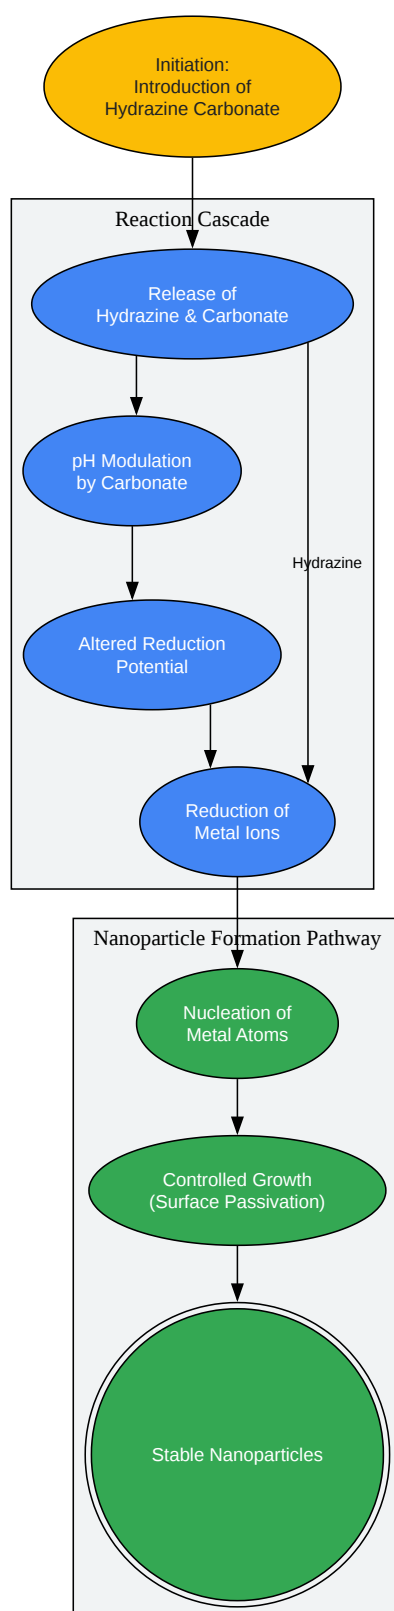 Initiation:
Introduction of
Hydrazine Carbonate
Reaction Cascade
Release of
Hydrazine & Carbonate
pH Modulation
by Carbonate
Hydrazine
Altered Reduction
Potential
Reduction of
Metal Ions
Nanoparticle Formation Pathway
Nucleation of
Metal Atoms
Controlled Growth
(Surface Passivation)
Stable Nanoparticles